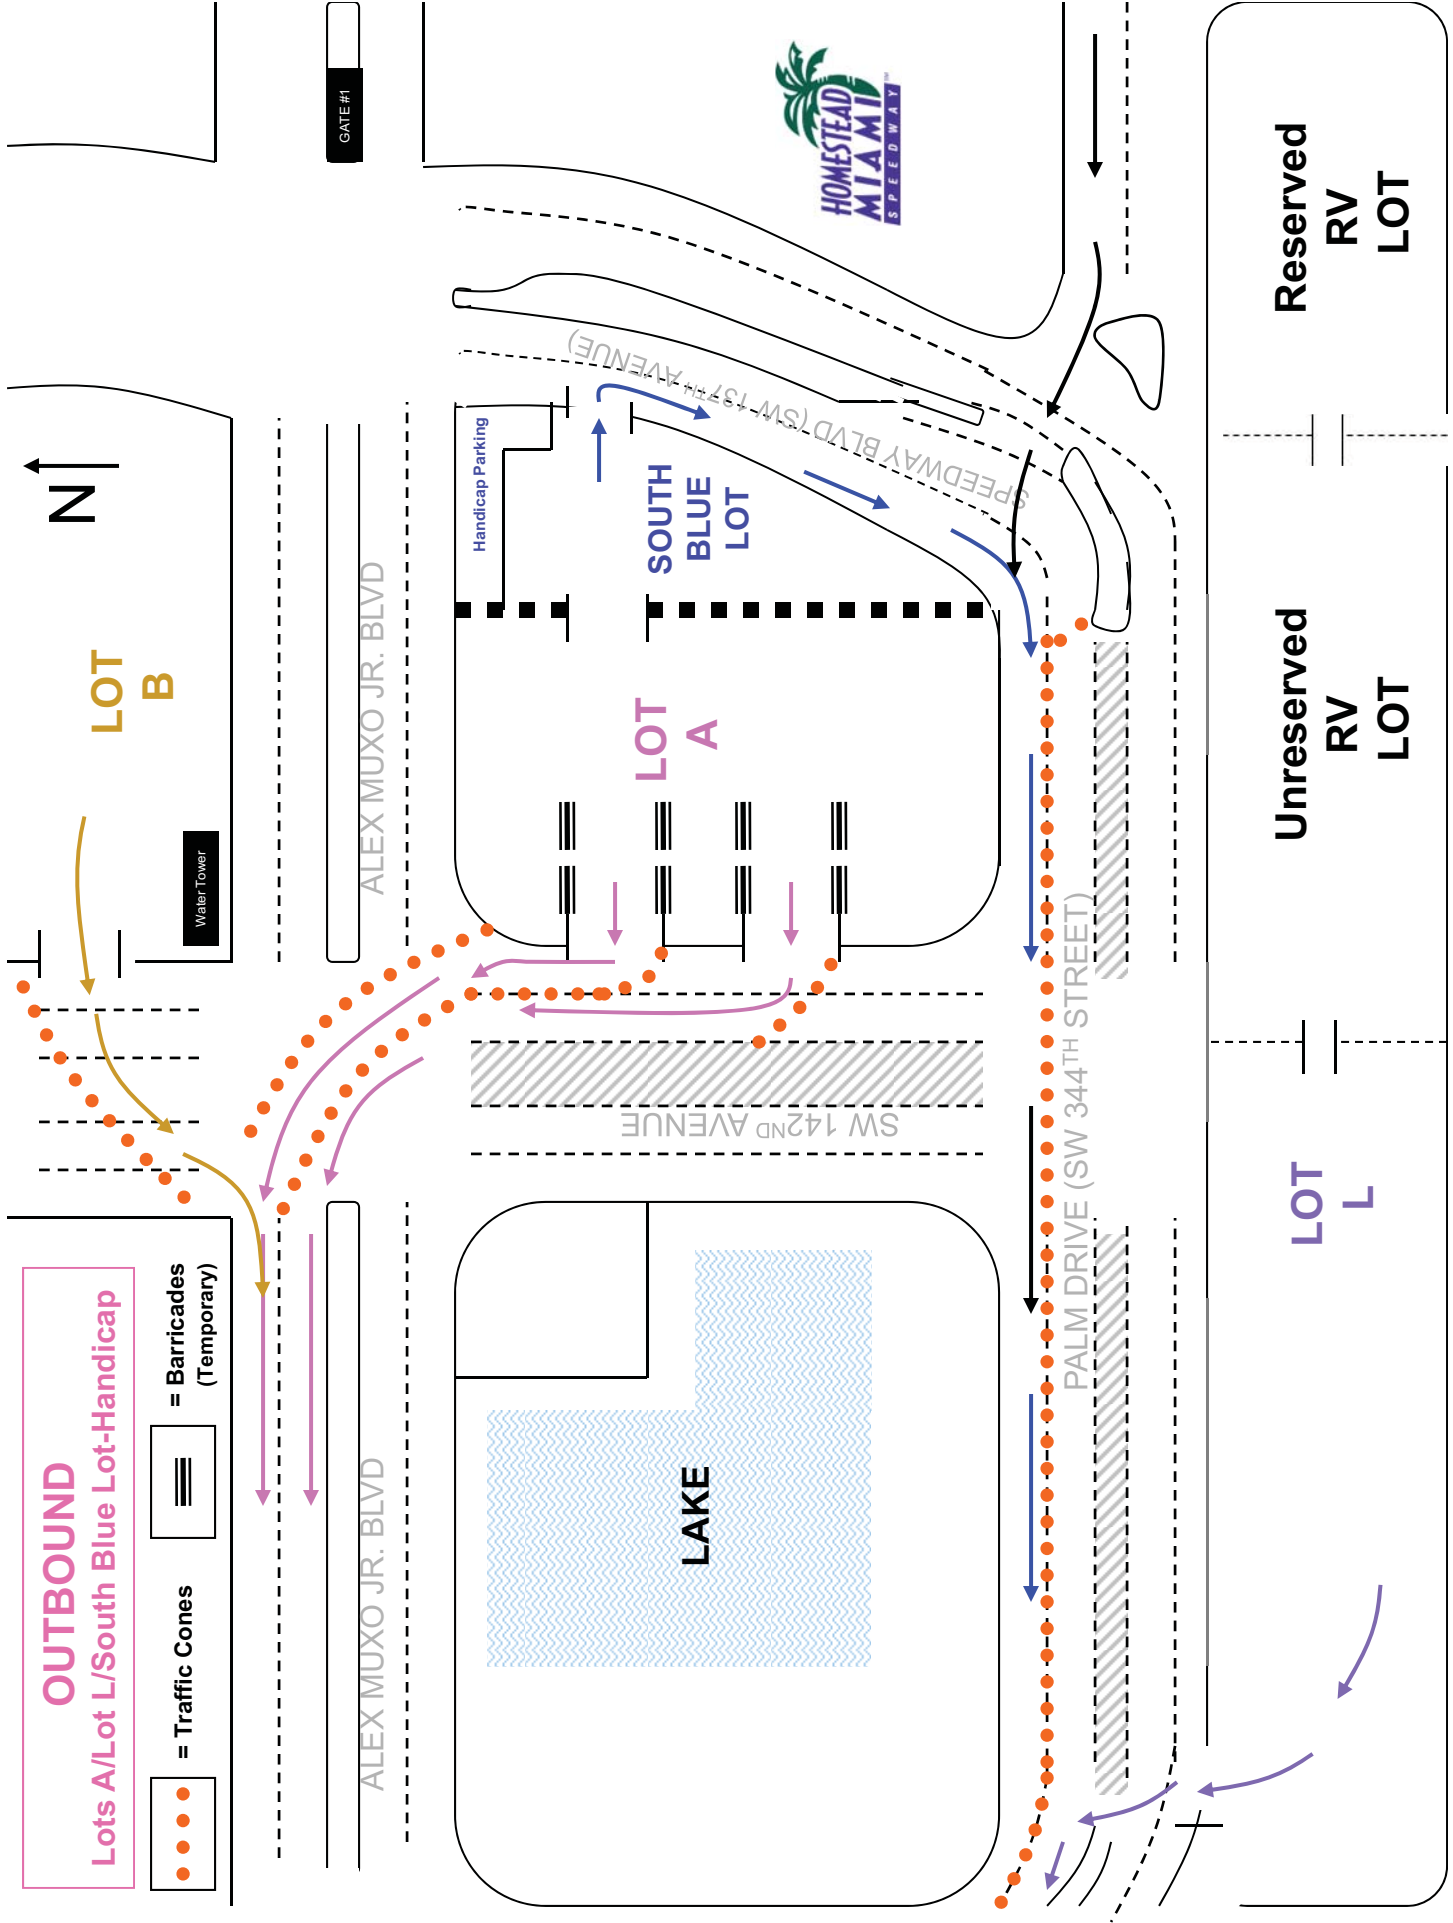 OUTBOUND
Lots A/Lot L/South Blue Lot-Handicap
= Traffic Cones
= Barricades
(Temporary)
N
LOT
B
Water Tower
GATE #1
ALEX MUXO JR. BLVD
ALEX MUXO JR. BLVD
Handicap Parking
SOUTH
BLUE
LOT
LOT
A
SPEEDWAY BLVD (SW 137TH AVENUE)
HOMESTEAD
MIAMI
SPEEDWAY
TM
SW 142ND AVENUE
LAKE
PALM DRIVE (SW 344TH STREET)
LOT
L
Unreserved
RV
LOT
Reserved
RV
LOT